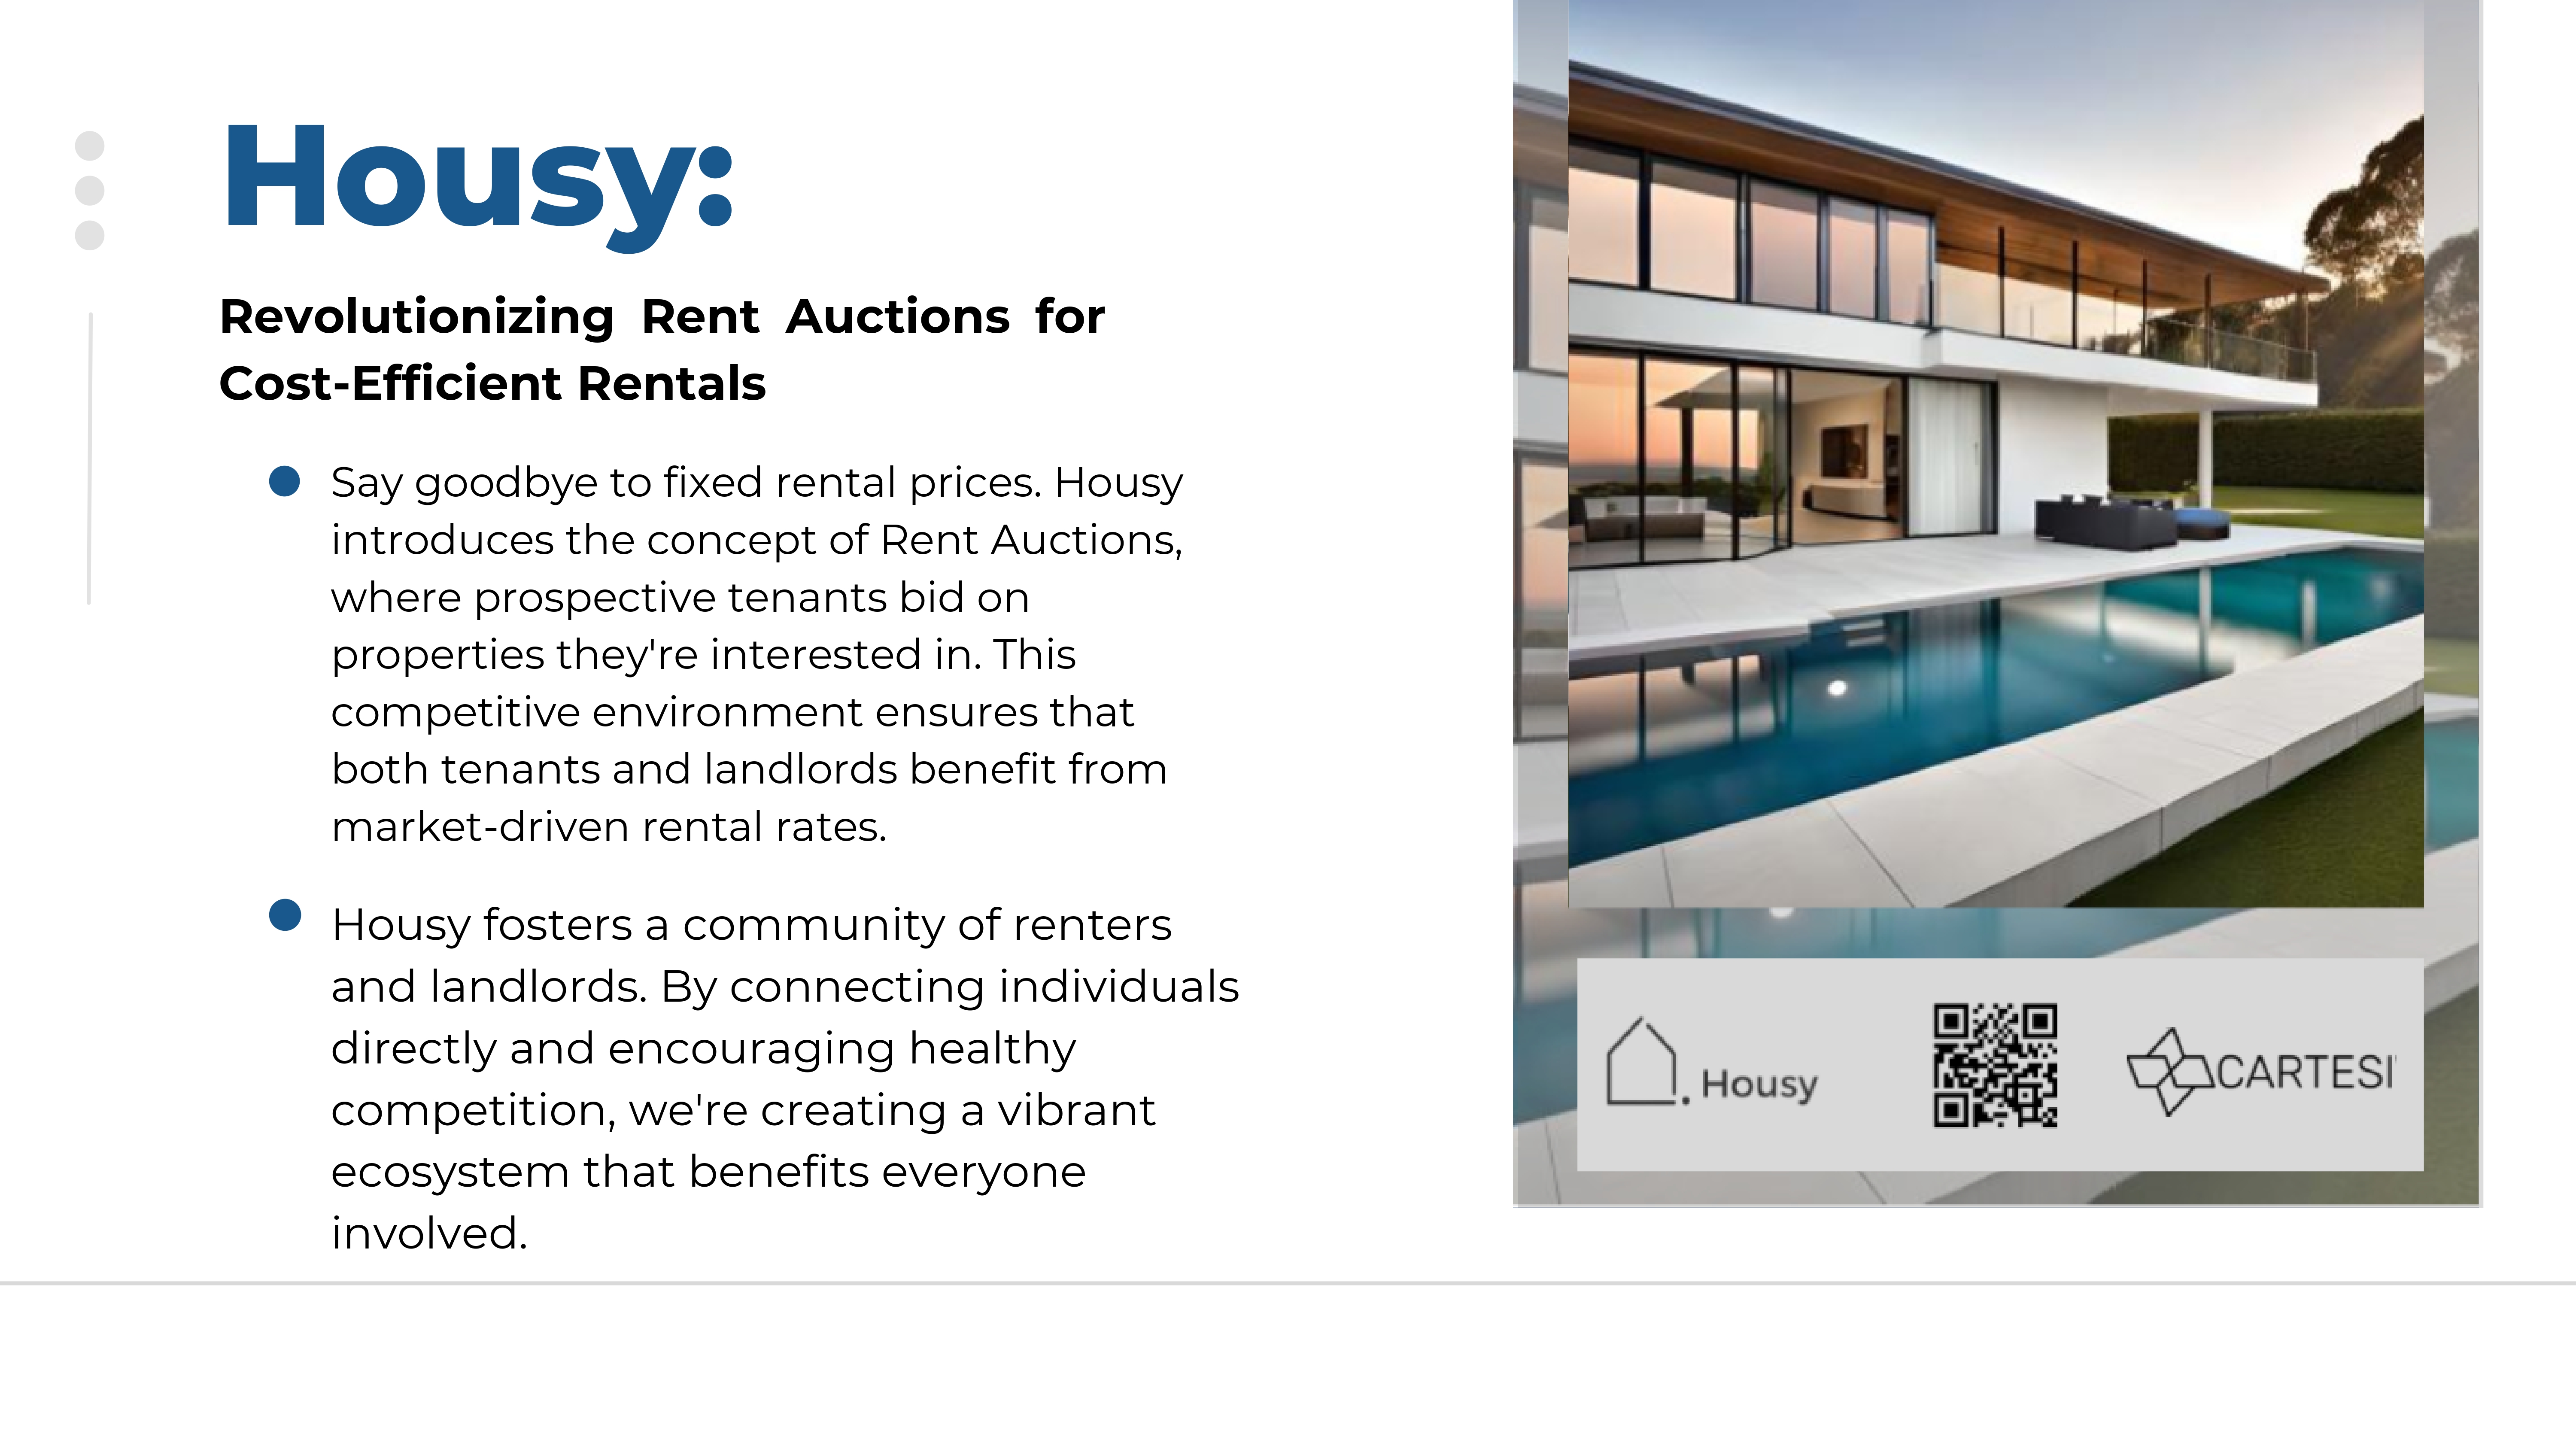 Housy:
Revolutionizing Rent Auctions for
Cost-Efficient Rentals
Say goodbye to fixed rental prices. Housy
introduces the concept of Rent Auctions,
where prospective tenants bid on
properties they're interested in. This
competitive environment ensures that
both tenants and landlords benefit from
market-driven rental rates.
Housy fosters a community of renters
and landlords. By connecting individuals
directly and encouraging healthy
competition, we're creating a vibrant
ecosystem that benefits everyone
involved.
Housy
CARTESI